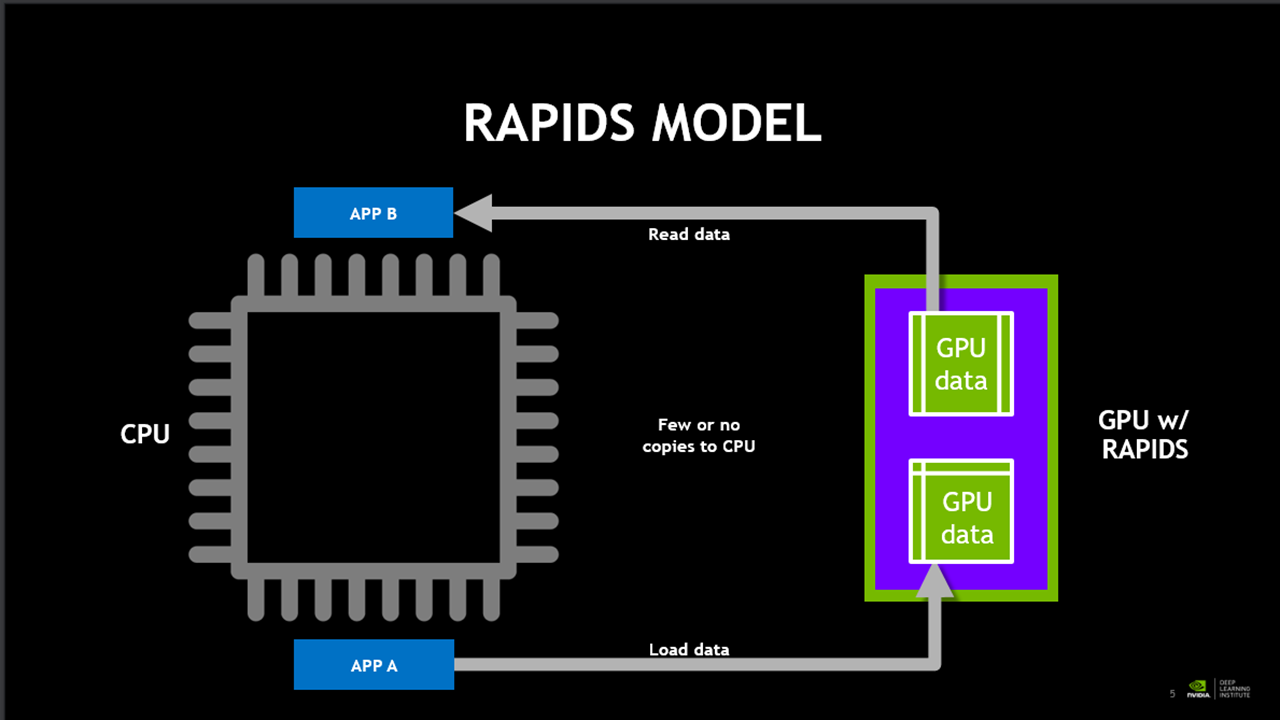 RAPIDS MODEL
APP B
Read data
GPU
data
CPU
Few or no
copies to CPU
GPU w/
RAPIDS
GPU
data
Load data
APP A
5
NVIDIA.
DEEP
LEARNING
INSTITUTE